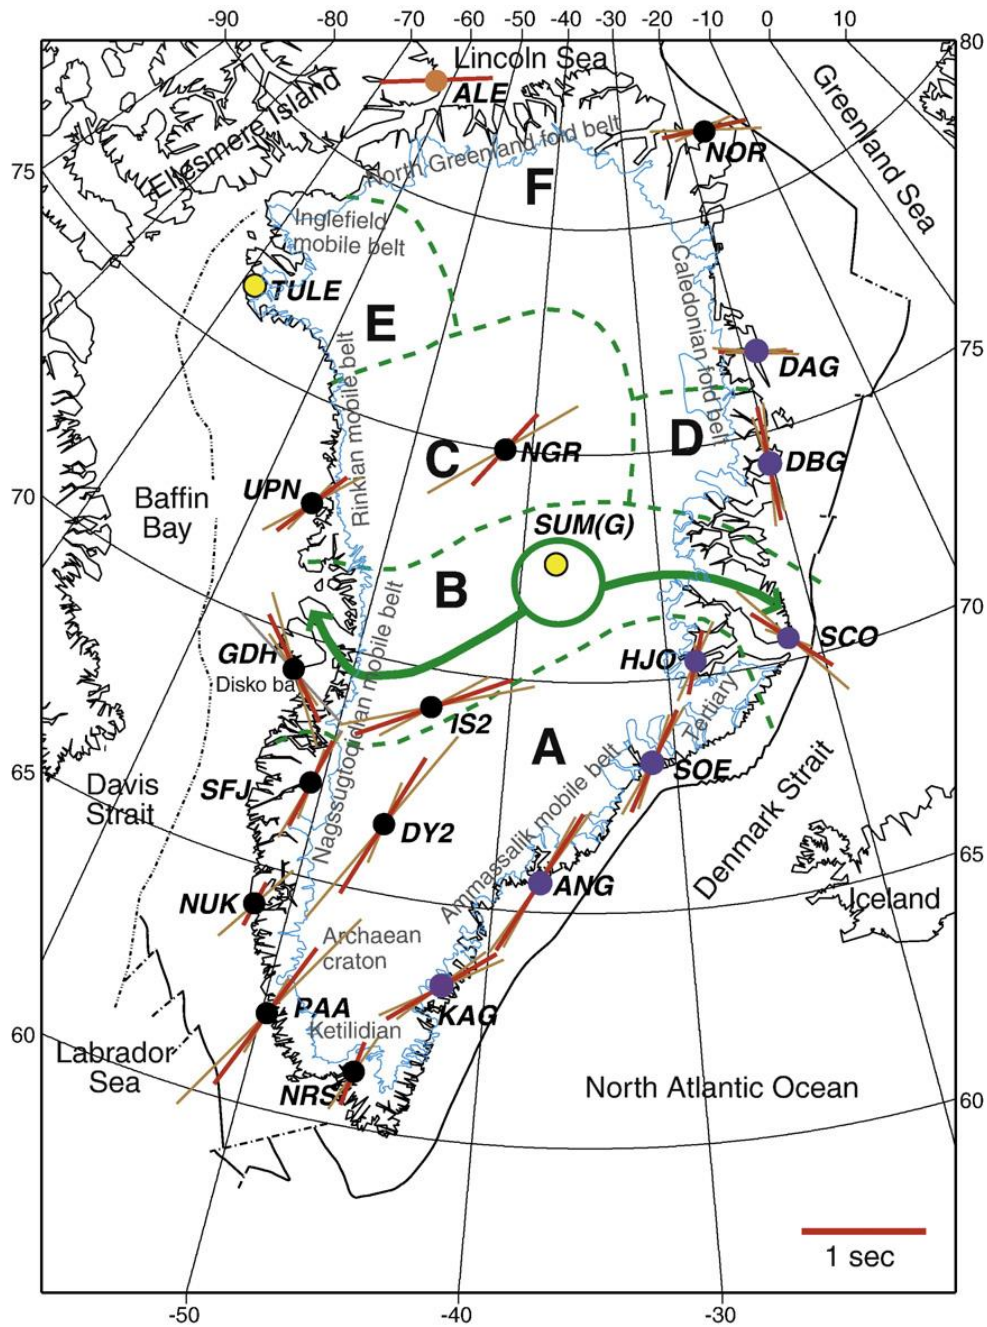 -90 -80 -70 -60 -50 -40 -30 -20 -10 0 10
80
Lincoln Sea
ALE
Ellesmere Island
Greenland Sea
North Greenland fold belt
NOR
75
F
Inglefield
mobile belt
TULE
E
Caledonian fold belt
75
DAG
Rinkian mobile belt
C
NGR
D
DBG
UPN
70
Baffin
Bay
SUM(G)
B
70
SCO
GDH
HJO
Disko ba
Nagssugtoqidian mobile belt
IS2
Tertiary
A
SOE
65
Davis
Strait
SFJ
DY2
Ammassalik mobile belt
Denmark Strait
65
ANG
Iceland
NUK
Archaean
craton
PAA
KAG
60
Ketilidian
Labrador
Sea
NRS
North Atlantic Ocean
60
1 sec
-50 -40 -30